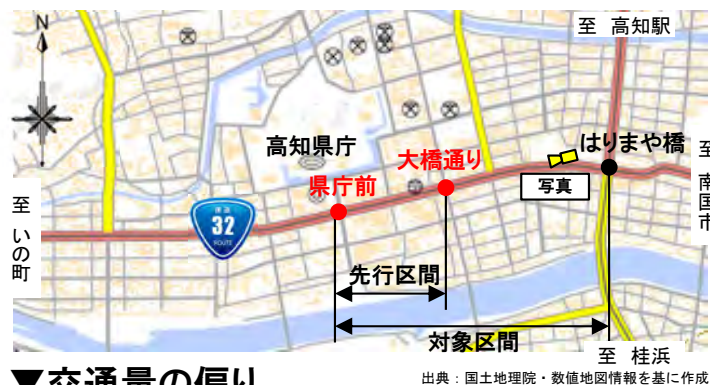 N
至 高知駅
高知県庁
大橋通り
はりまや橋
至 南国市
県庁前
写真
国道
32
ROUTE
至 いの町
先行区間
対象区間
至 桂浜
▼交通量の偏り
出典：国土地理院・数値地図情報を基に作成